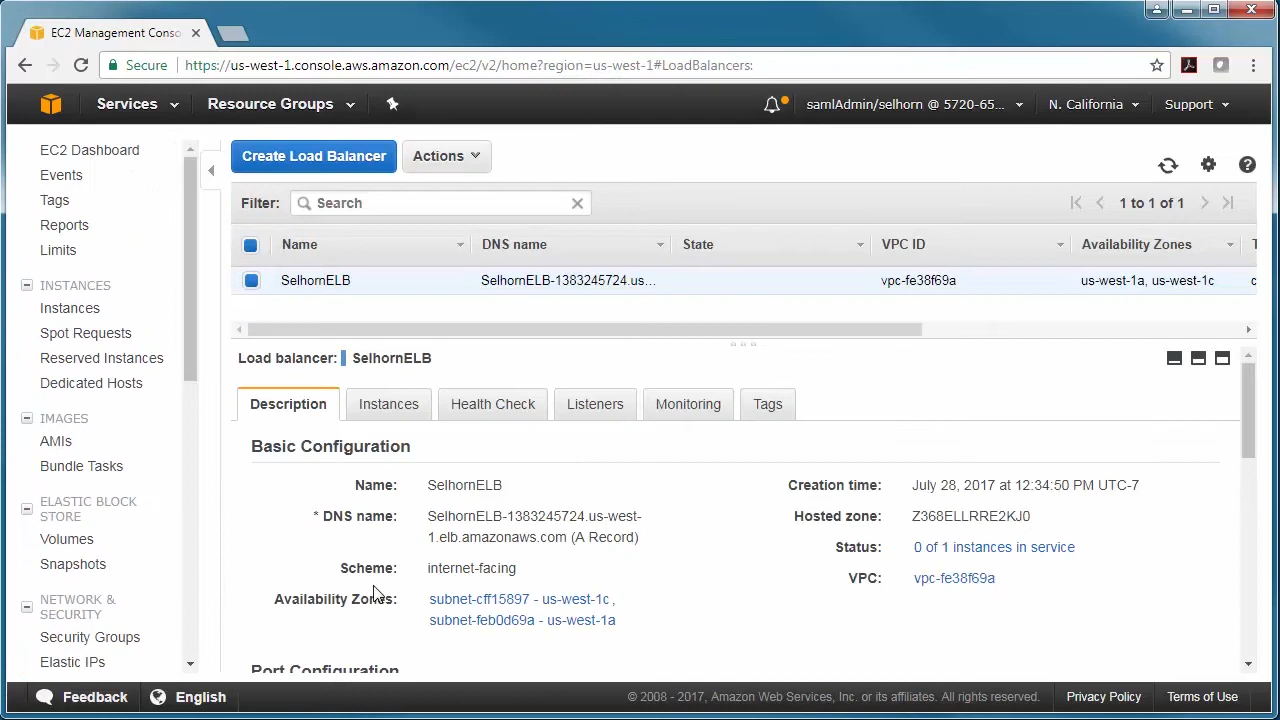 EC2 Management Conso
Secure
https://us-west-1.console.aws.amazon.com/ec2/v2/home?region=us-west-1#LoadBalancers:
Services
Resource Groups
samlAdmin/selhorn @ 5720-65...
N. California
Support
EC2 Dashboard
Events
Tags
Reports
Limits
INSTANCES
Instances
Spot Requests
Reserved Instances
Dedicated Hosts
IMAGES
AMIs
Bundle Tasks
ELASTIC BLOCK
STORE
Volumes
Snapshots
NETWORK &
SECURITY
Security Groups
Elastic IPs
Create Load Balancer
Actions
Filter:
Search
1 to 1 of 1
Name
DNS name
State
VPC ID
Availability Zones
SelhornELB
SelhornELB-1383245724.us...
vpc-fe38f69a
us-west-1a, us-west-1c
Load balancer:
SelhornELB
Description
Instances
Health Check
Listeners
Monitoring
Tags
Basic Configuration
Name:
SelhornELB
* DNS name:
SelhornELB-1383245724.us-west-
1.elb.amazonaws.com (A Record)
Scheme:
internet-facing
Availability Zones:
subnet-cff15897 - us-west-1c ,
subnet-feb0d69a - us-west-1a
Creation time:
July 28, 2017 at 12:34:50 PM UTC-7
Hosted zone:
Z368ELLRRE2KJ0
Status:
0 of 1 instances in service
VPC:
vpc-fe38f69a
Port Configuration
Feedback
English
© 2008 - 2017, Amazon Web Services, Inc. or its affiliates. All rights reserved.
Privacy Policy
Terms of Use